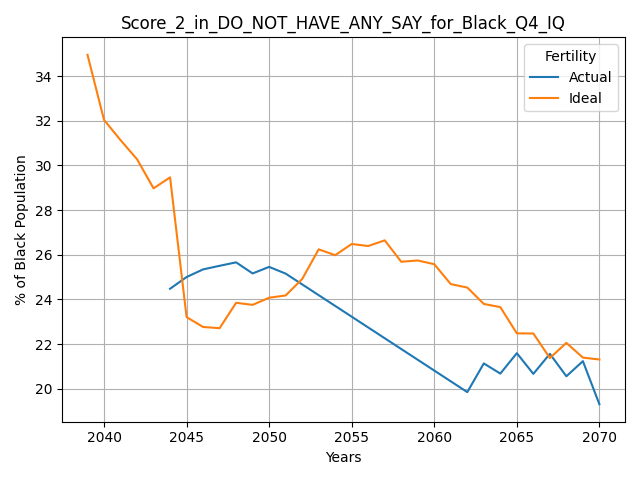 Score_2_in_DO_NOT_HAVE_ANY_SAY_for_Black_Q4_IQ
Fertility
Actual
Ideal
% of Black Population
34
32
30
28
26
24
22
20
2040
2045
2050
2055
2060
2065
2070
Years